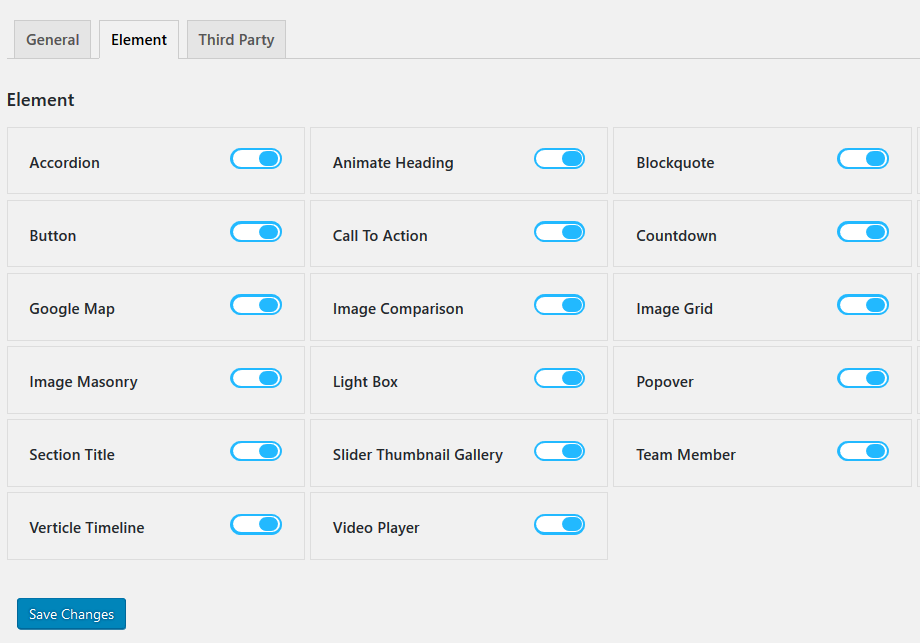 General Element Third Party
Element
Accordion Animate Heading Blockquote
Button Call To Action Countdown
Google Map Image Comparison Image Grid
Image Masonry Light Box Popover
Section Title Slider Thumbnail Gallery Team Member
Verticle Timeline Video Player
Save Changes